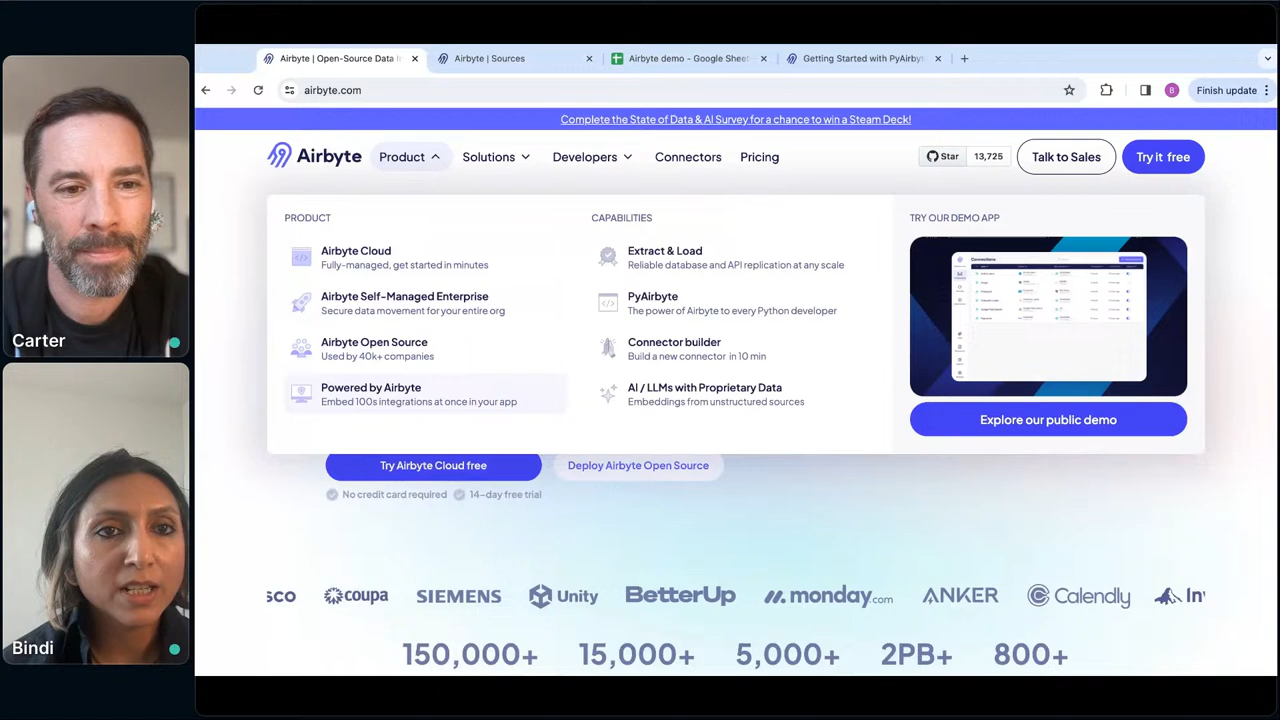 Airbyte | Open-Source Data I
Airbyte | Sources
Airbyte demo - Google Sheet
Getting Started with PyAirby
airbyte.com
B
Finish update
Complete the State of Data & AI Survey for a chance to win a Steam Deck!
Airbyte
Product
Solutions
Developers
Connectors
Pricing
Star
13,725
Talk to Sales
Try it free
PRODUCT
Airbyte Cloud
Fully-managed, get started in minutes
Airbyte Self-Managed Enterprise
Secure data movement for your entire org
Airbyte Open Source
Used by 40k+ companies
Powered by Airbyte
Embed 100s integrations at once in your app
CAPABILITIES
Extract & Load
Reliable database and API replication at any scale
PyAirbyte
The power of Airbyte to every Python developer
Connector builder
Build a new connector in 10 min
AI / LLMs with Proprietary Data
Embeddings from unstructured sources
TRY OUR DEMO APP
Connections
Explore our public demo
Try Airbyte Cloud free
Deploy Airbyte Open Source
No credit card required
14-day free trial
sco
coupa
SIEMENS
Unity
BetterUp
monday.com
ANKER
Calendly
In
150,000+
15,000+
5,000+
2PB+
800+
Carter
Bindi